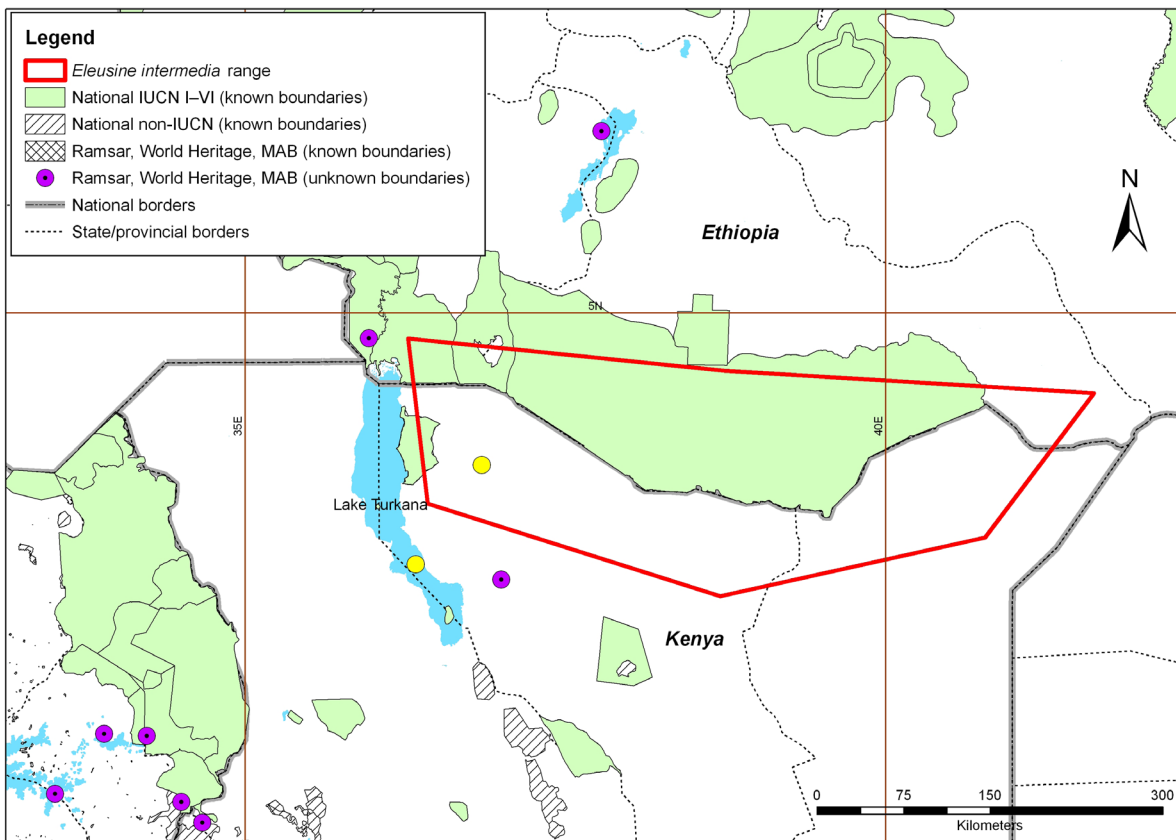 Legend
Eleusine intermedia range
National IUCN I–VI (known boundaries)
National non-IUCN (known boundaries)
Ramsar, World Heritage, MAB (known boundaries)
Ramsar, World Heritage, MAB (unknown boundaries)
National borders
State/provincial borders
N
Ethiopia
5N
35E
40E
Lake Turkana
Kenya
0 75 150 300
Kilometers